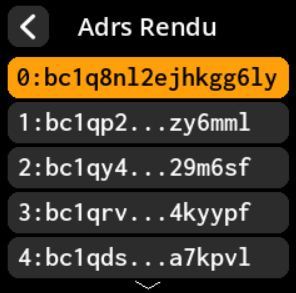 Adrs Rendu
0:bc1q8nl2ejhkgg6ly
1:bc1qp2...zy6mml
2:bc1qy4...29m6sf
3:bc1qrv...4kyypf
4:bc1qds...a7kpvl